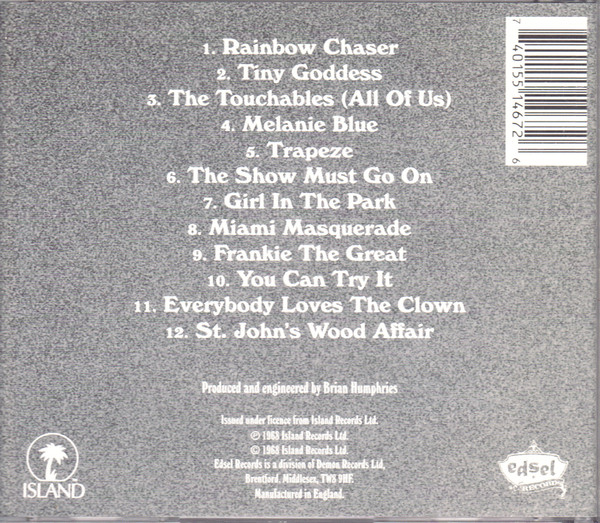 1. Rainbow Chaser
2. Tiny Goddess
3. The Touchables (All Of Us)
4. Melanie Blue
5. Trapeze
6. The Show Must Go On
7. Girl In The Park
8. Miami Masquerade
9. Frankie The Great
10. You Can Try It
11. Everybody Loves The Clown
12. St. John's Wood Affair
7 40155 14672 6
Produced and engineered by Brian Humphries
Issued under licence from Island Records Ltd.
℗ 1968 Island Records Ltd.
© 1968 Island Records Ltd.
Edsel Records is a division of Demon Records Ltd,
Brentford, Middlesex, TW8 9HF.
Manufactured in England.
ISLAND
edsel
RECORDS